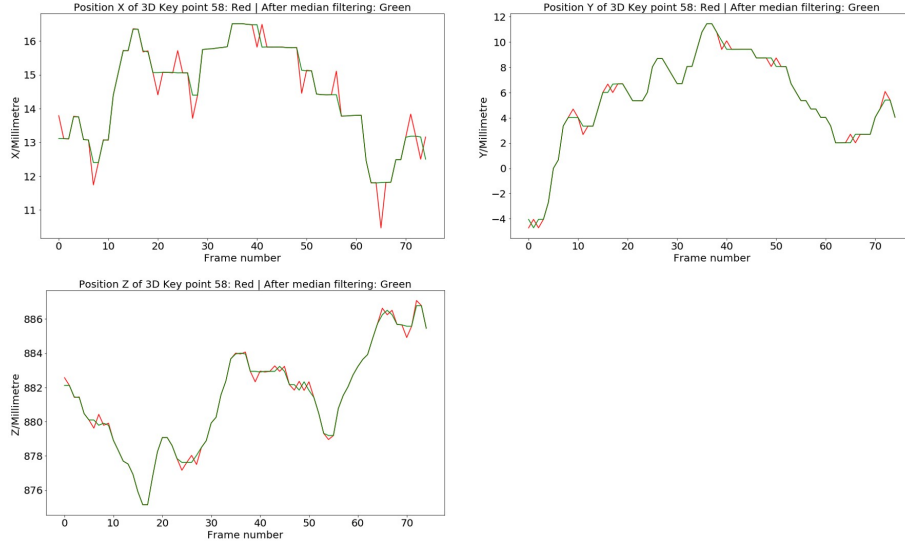 Position X of 3D Key point 58: Red | After median filtering: Green
X/Millimetre
16
15
14
13
12
11
0 10 20 30 40 50 60 70
Frame number
Position Y of 3D Key point 58: Red | After median filtering: Green
Y/Millimetre
12
10
8
6
4
2
0
−2
−4
0 10 20 30 40 50 60 70
Frame number
Position Z of 3D Key point 58: Red | After median filtering: Green
Z/Millimetre
886
884
882
880
878
876
0 10 20 30 40 50 60 70
Frame number